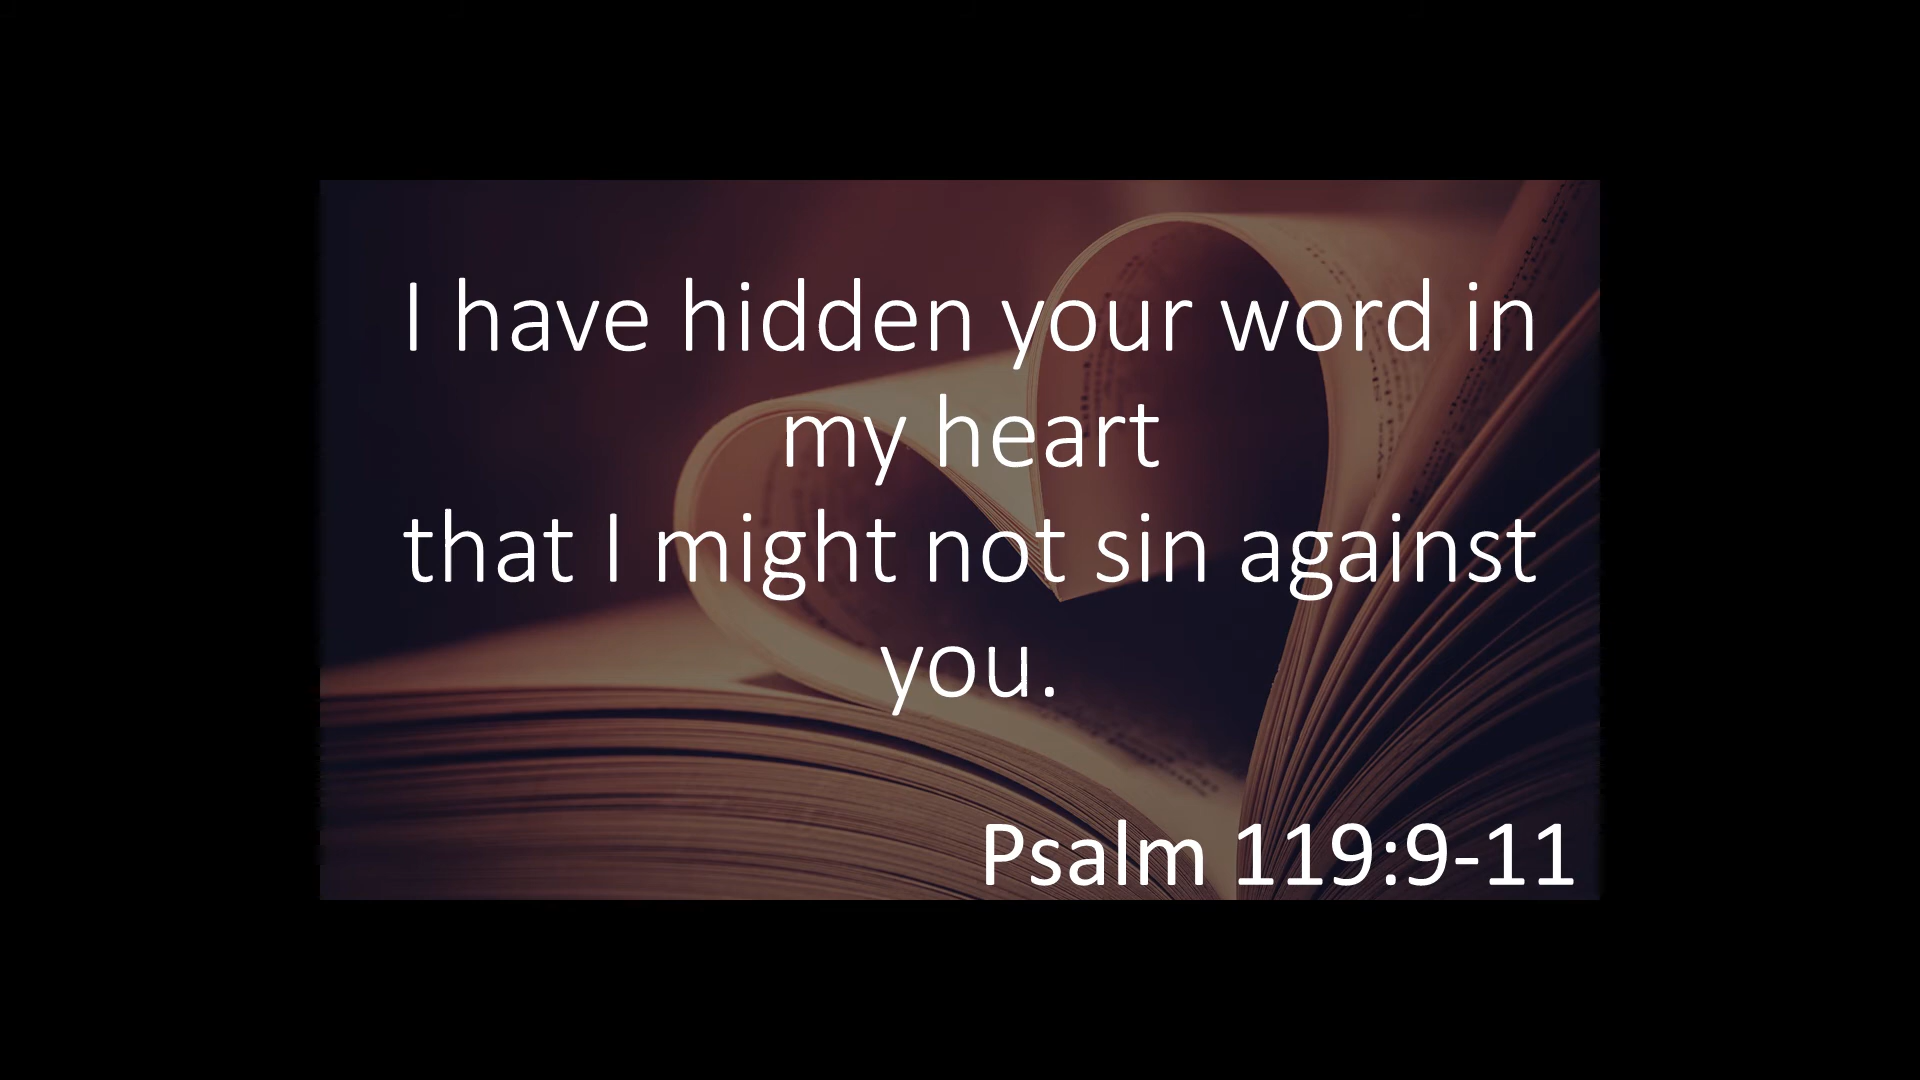 I have hidden your word in
my heart
that I might not sin against
you.
Psalm 119:9-11